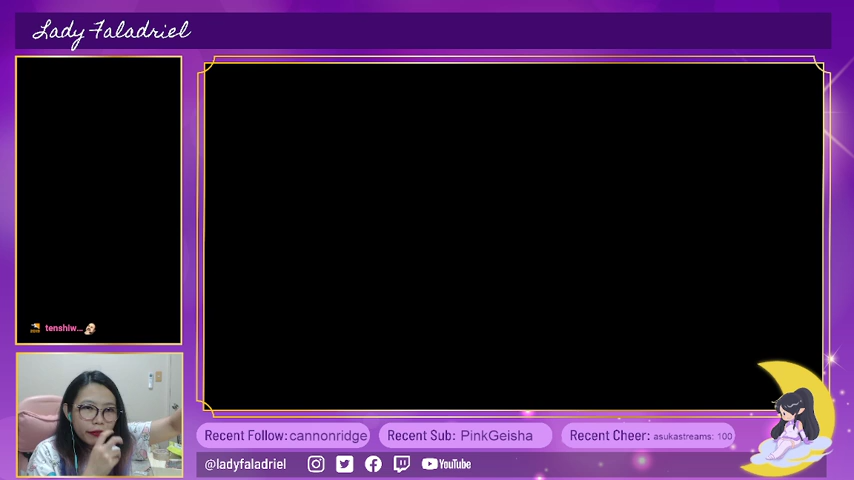 Lady Faladriel
tenshiw...
Recent Follow: cannonridge
Recent Sub: PinkGeisha
Recent Cheer: asukastreams: 100
@ladyfaladriel
YouTube